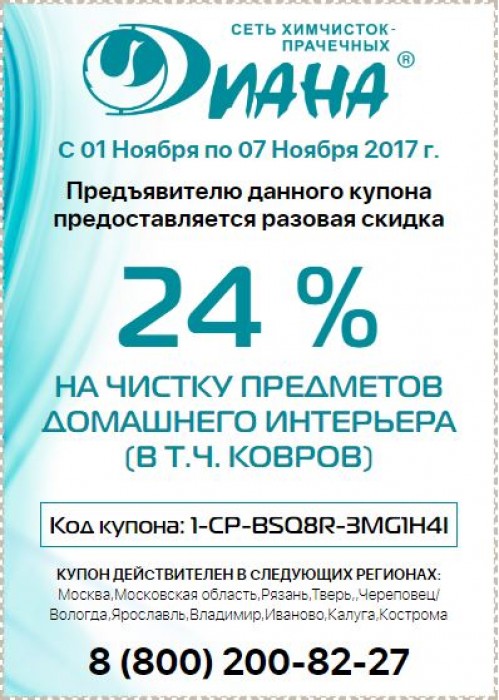 СЕТЬ ХИМЧИСТОК-
ПРАЧЕЧНЫХ
ДИАНА®
С 01 Ноября по 07 Ноября 2017 г.
Предъявителю данного купона
предоставляется разовая скидка
24 %
НА ЧИСТКУ ПРЕДМЕТОВ
ДОМАШНЕГО ИНТЕРЬЕРА
(В Т.Ч. КОВРОВ)
Код купона: 1-CP-BSQ8R-3MG1H4I
КУПОН ДЕЙСТВИТЕЛЕН В СЛЕДУЮЩИХ РЕГИОНАХ:
Москва,Московская область,Рязань,Тверь,,Череповец/
Вологда,Ярославль,Владимир,Иваново,Калуга,Кострома
8 (800) 200-82-27